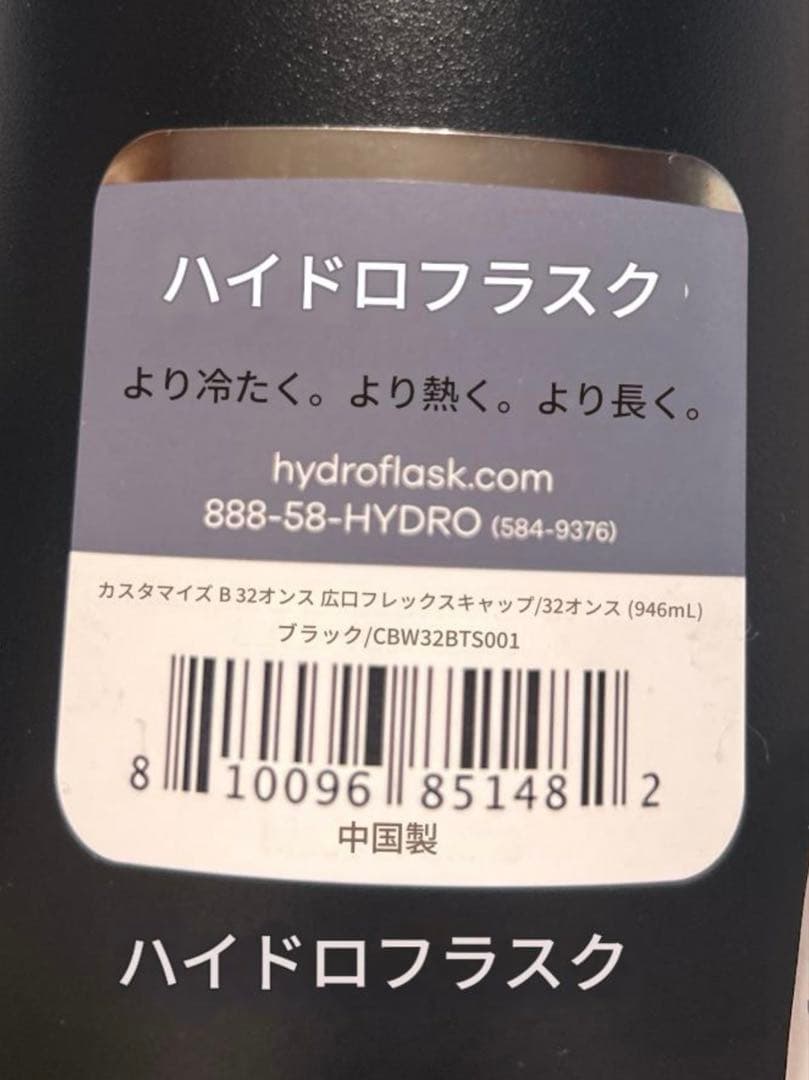 ハイドロフラスク
より冷たく。より熱く。より長く。
hydroflask.com
888-58-HYDRO (584-9376)
カスタマイズ B 32オンス 広口フレックスキャップ/32オンス (946mL)
ブラック/CBW32BTS001
8 10096 85148 2
中国製
ハイドロフラスク